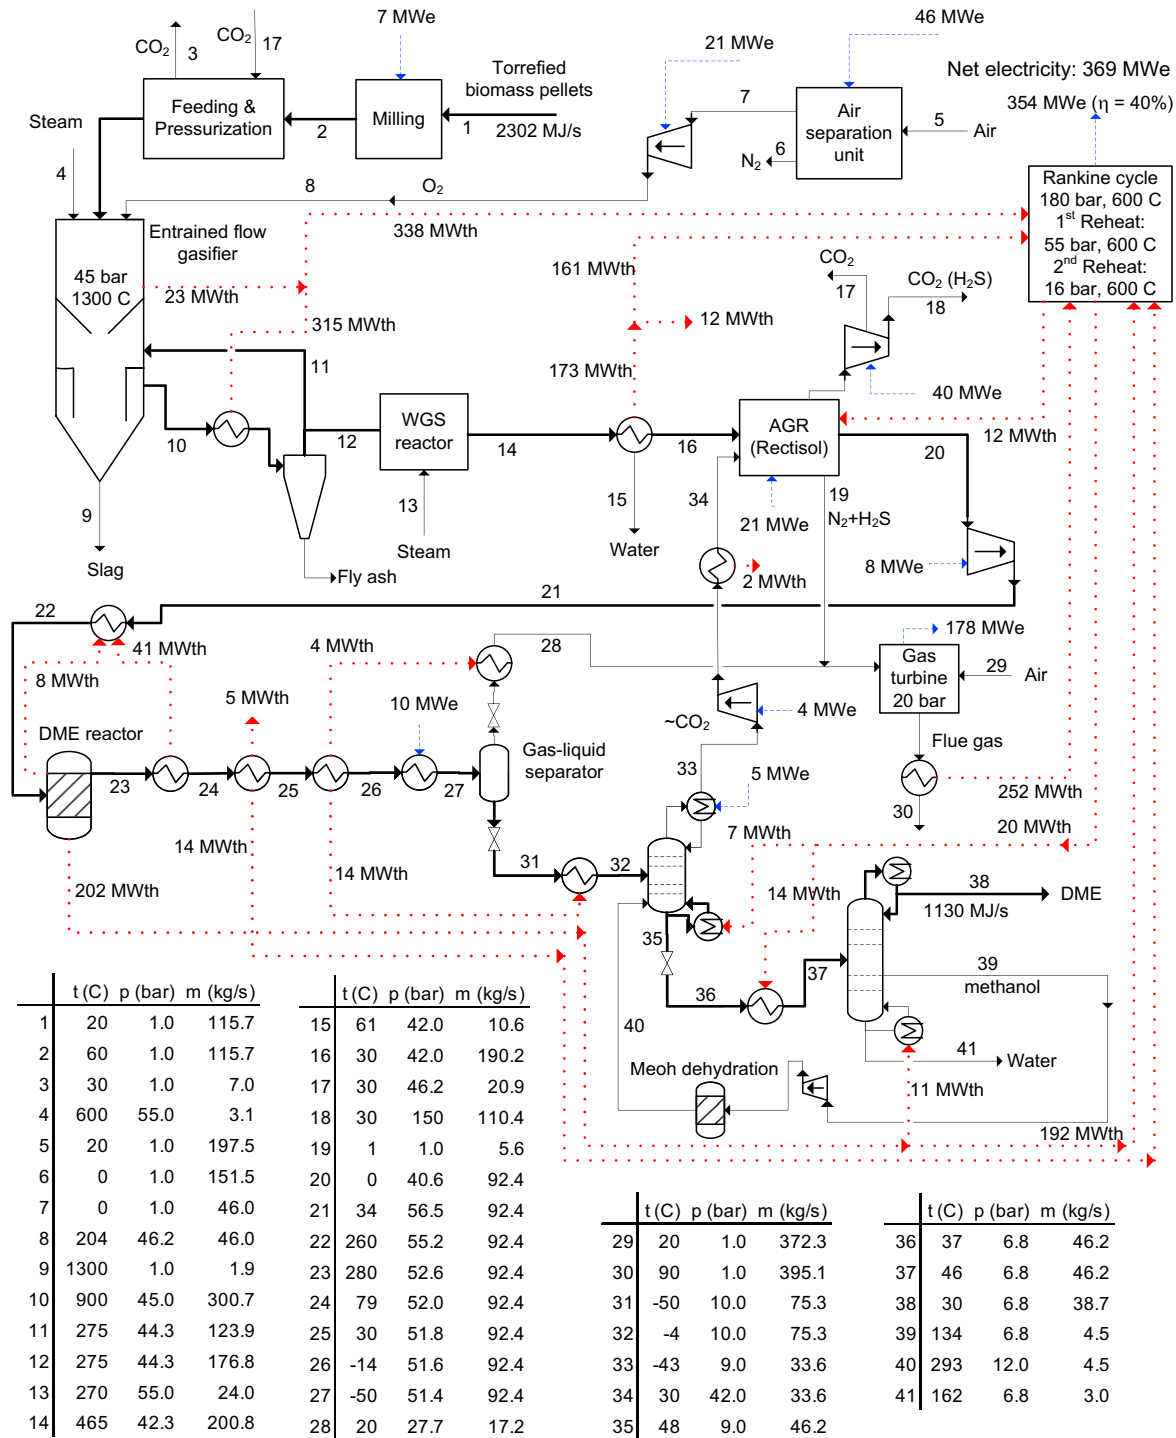 CO2
3
CO2
17
7 MWe
46 MWe
21 MWe
Net electricity: 369 MWe
354 MWe (η = 40%)
Torrefied
biomass pellets
7
Feeding &
Pressurization
2
Milling
2302 MJ/s
1
Air
separation
unit
5
Air
Steam
6
N2
4
8
O2
Rankine cycle
180 bar, 600 C
1st Reheat:
55 bar, 600 C
2nd Reheat:
16 bar, 600 C
Entrained flow
gasifier
338 MWth
45 bar
1300 C
23 MWth
161 MWth
CO2
17
CO2 (H2S)
18
315 MWth
12 MWth
11
173 MWth
40 MWe
WGS
reactor
AGR
(Rectisol)
12 MWth
10
12
14
16
20
34
19
9
13
15
21 MWe
N2+H2S
Slag
Steam
Water
8 MWe
Fly ash
2 MWth
21
22
41 MWth
4 MWth
28
178 MWe
8 MWth
5 MWth
Gas
turbine
20 bar
29
Air
10 MWe
4 MWe
~CO2
DME reactor
Gas-liquid
separator
Flue gas
33
5 MWe
23
24
25
26
27
30
252 MWth
7 MWth
20 MWth
14 MWth
14 MWth
31
32
14 MWth
38
DME
202 MWth
1130 MJ/s
35
37
39
methanol
36
40
41
Water
Meoh dehydration
11 MWth
192 MWth
t (C) p (bar) m (kg/s)
1 20 1.0 115.7
2 60 1.0 115.7
3 30 1.0 7.0
4 600 55.0 3.1
5 20 1.0 197.5
6 0 1.0 151.5
7 0 1.0 46.0
8 204 46.2 46.0
9 1300 1.0 1.9
10 900 45.0 300.7
11 275 44.3 123.9
12 275 44.3 176.8
13 270 55.0 24.0
14 465 42.3 200.8
t (C) p (bar) m (kg/s)
15 61 42.0 10.6
16 30 42.0 190.2
17 30 46.2 20.9
18 30 150 110.4
19 1 1.0 5.6
20 0 40.6 92.4
21 34 56.5 92.4
22 260 55.2 92.4
23 280 52.6 92.4
24 79 52.0 92.4
25 30 51.8 92.4
26 -14 51.6 92.4
27 -50 51.4 92.4
28 20 27.7 17.2
t (C) p (bar) m (kg/s)
29 20 1.0 372.3
30 90 1.0 395.1
31 -50 10.0 75.3
32 -4 10.0 75.3
33 -43 9.0 33.6
34 30 42.0 33.6
35 48 9.0 46.2
t (C) p (bar) m (kg/s)
36 37 6.8 46.2
37 46 6.8 46.2
38 30 6.8 38.7
39 134 6.8 4.5
40 293 12.0 4.5
41 162 6.8 3.0